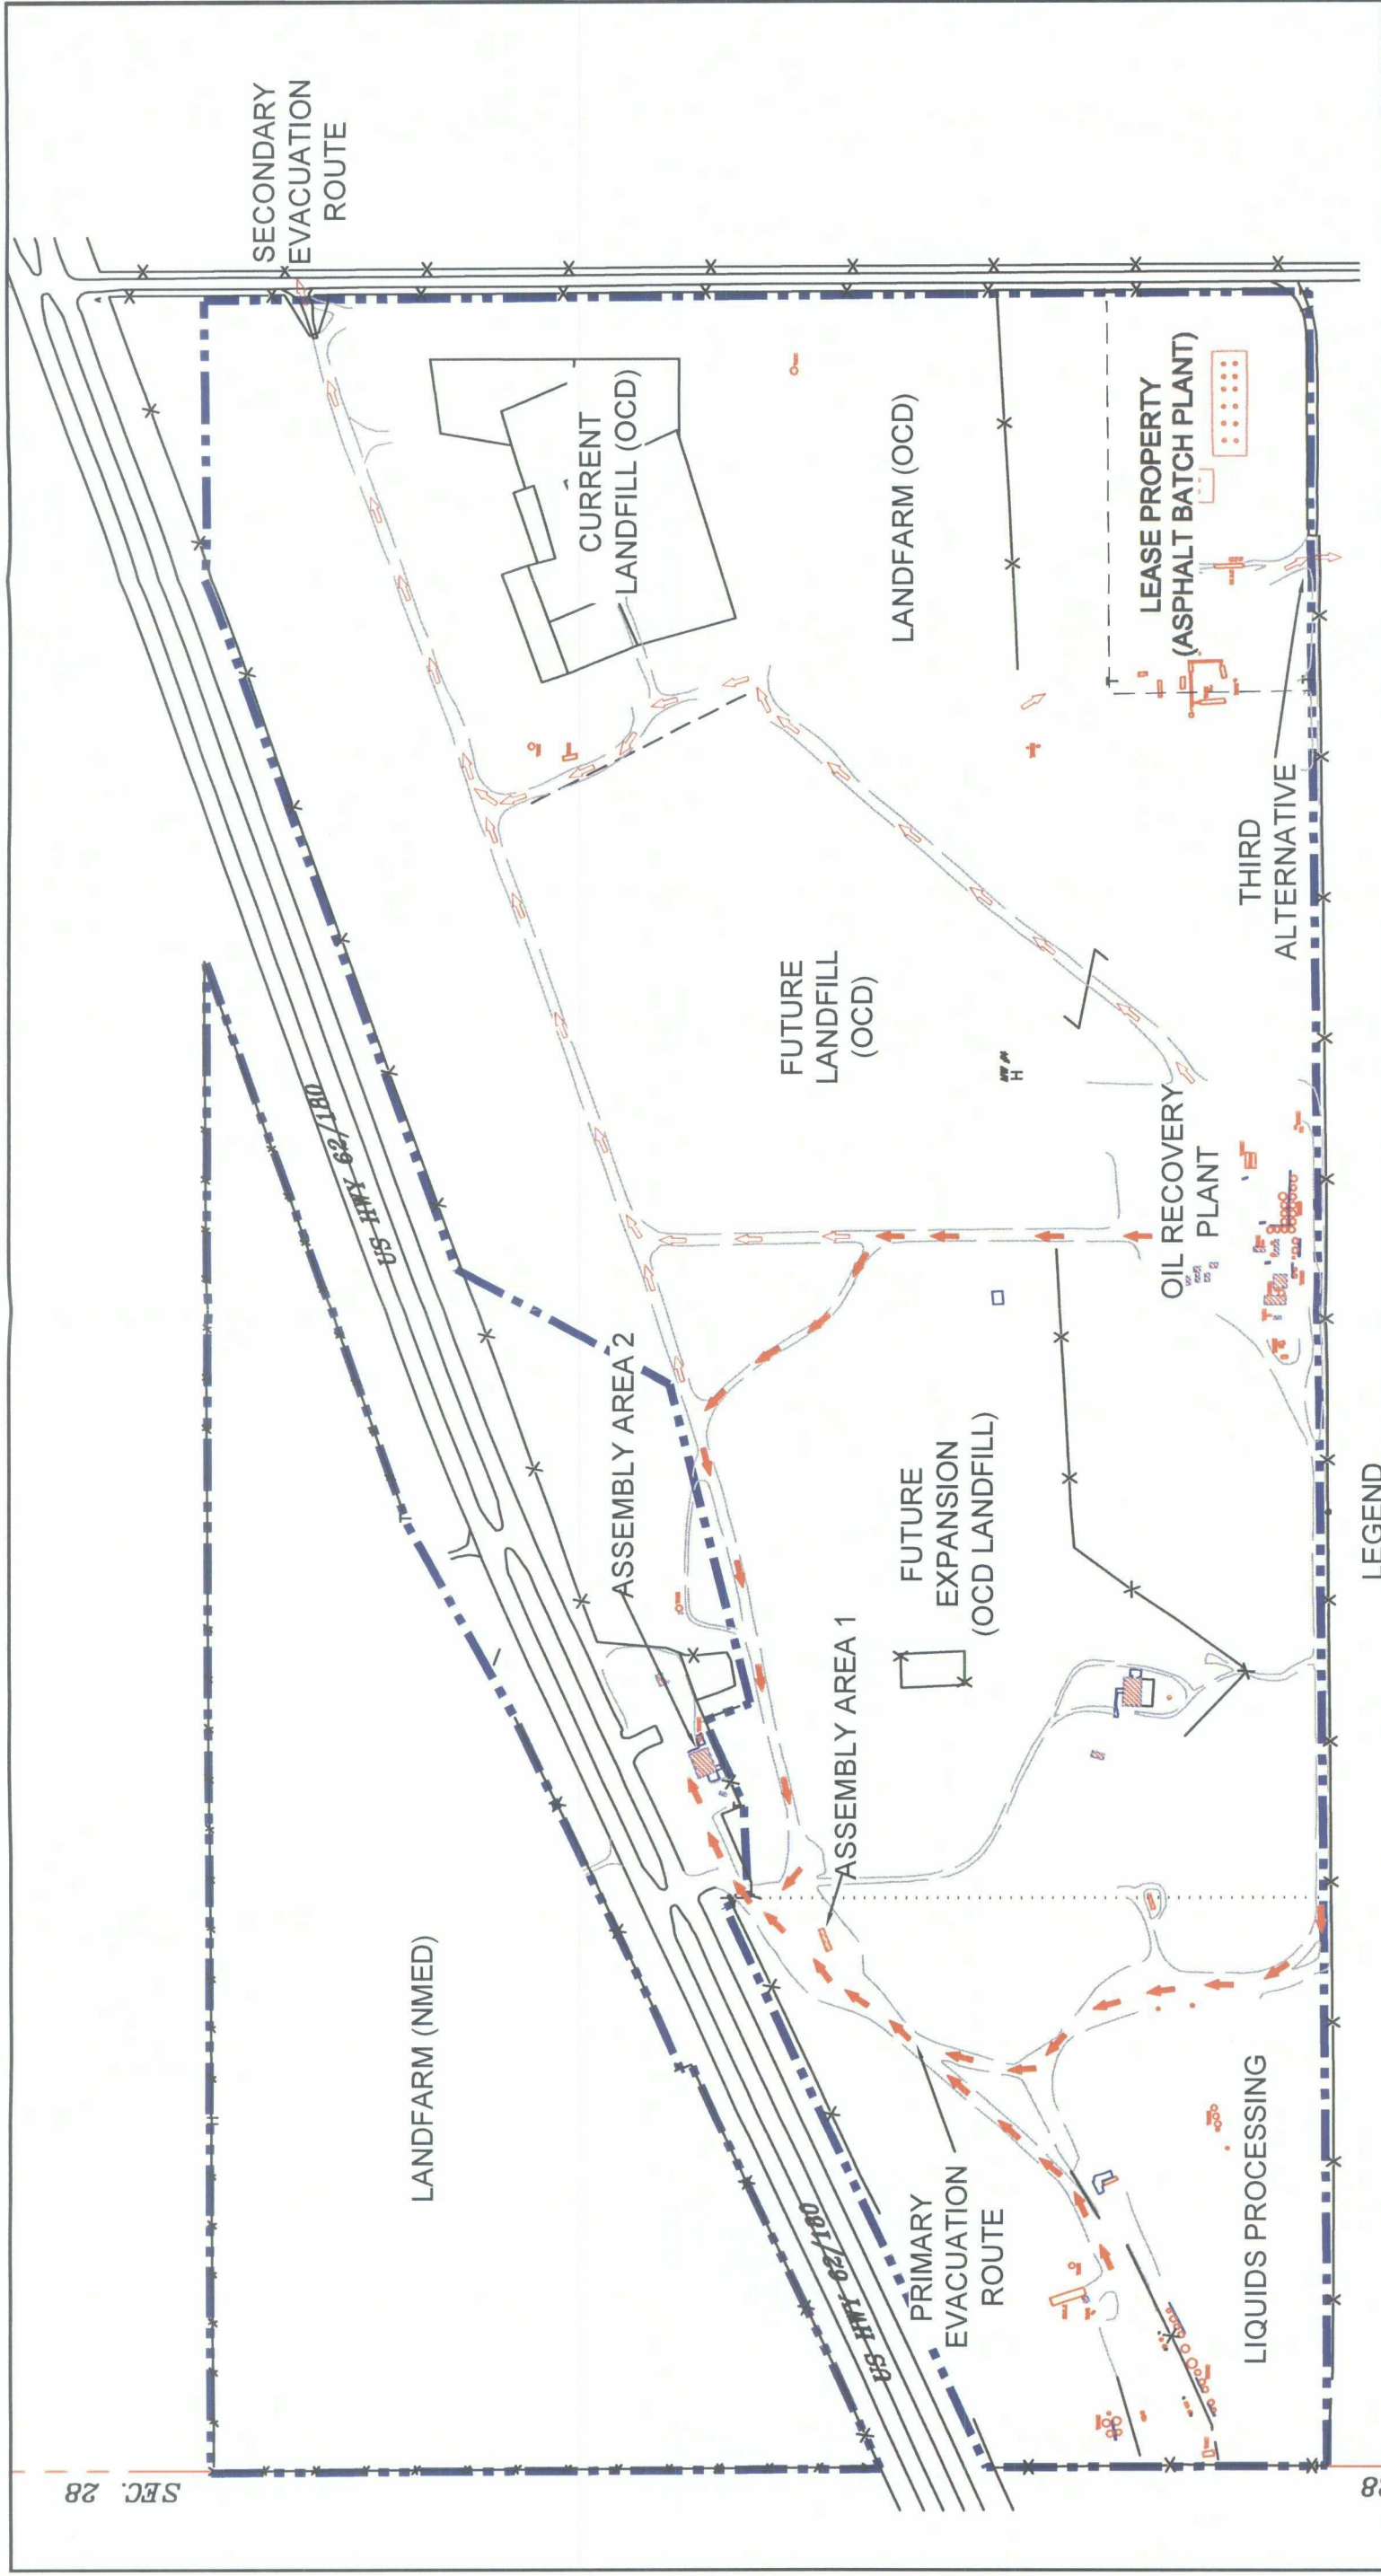 SECONDARY
EVACUATION
ROUTE
CURRENT
LANDFILL (OCD)
LANDFARM (OCD)
LEASE PROPERTY
(ASPHALT BATCH PLANT)
THIRD
ALTERNATIVE
US HWY 62/180
FUTURE
LANDFILL
(OCD)
OIL RECOVERY
PLANT
ASSEMBLY AREA 2
FUTURE
EXPANSION
(OCD LANDFILL)
ASSEMBLY AREA 1
LANDFARM (NMED)
US HWY 62/180
PRIMARY
EVACUATION
ROUTE
LIQUIDS PROCESSING
SEC. 28
28
LEGEND